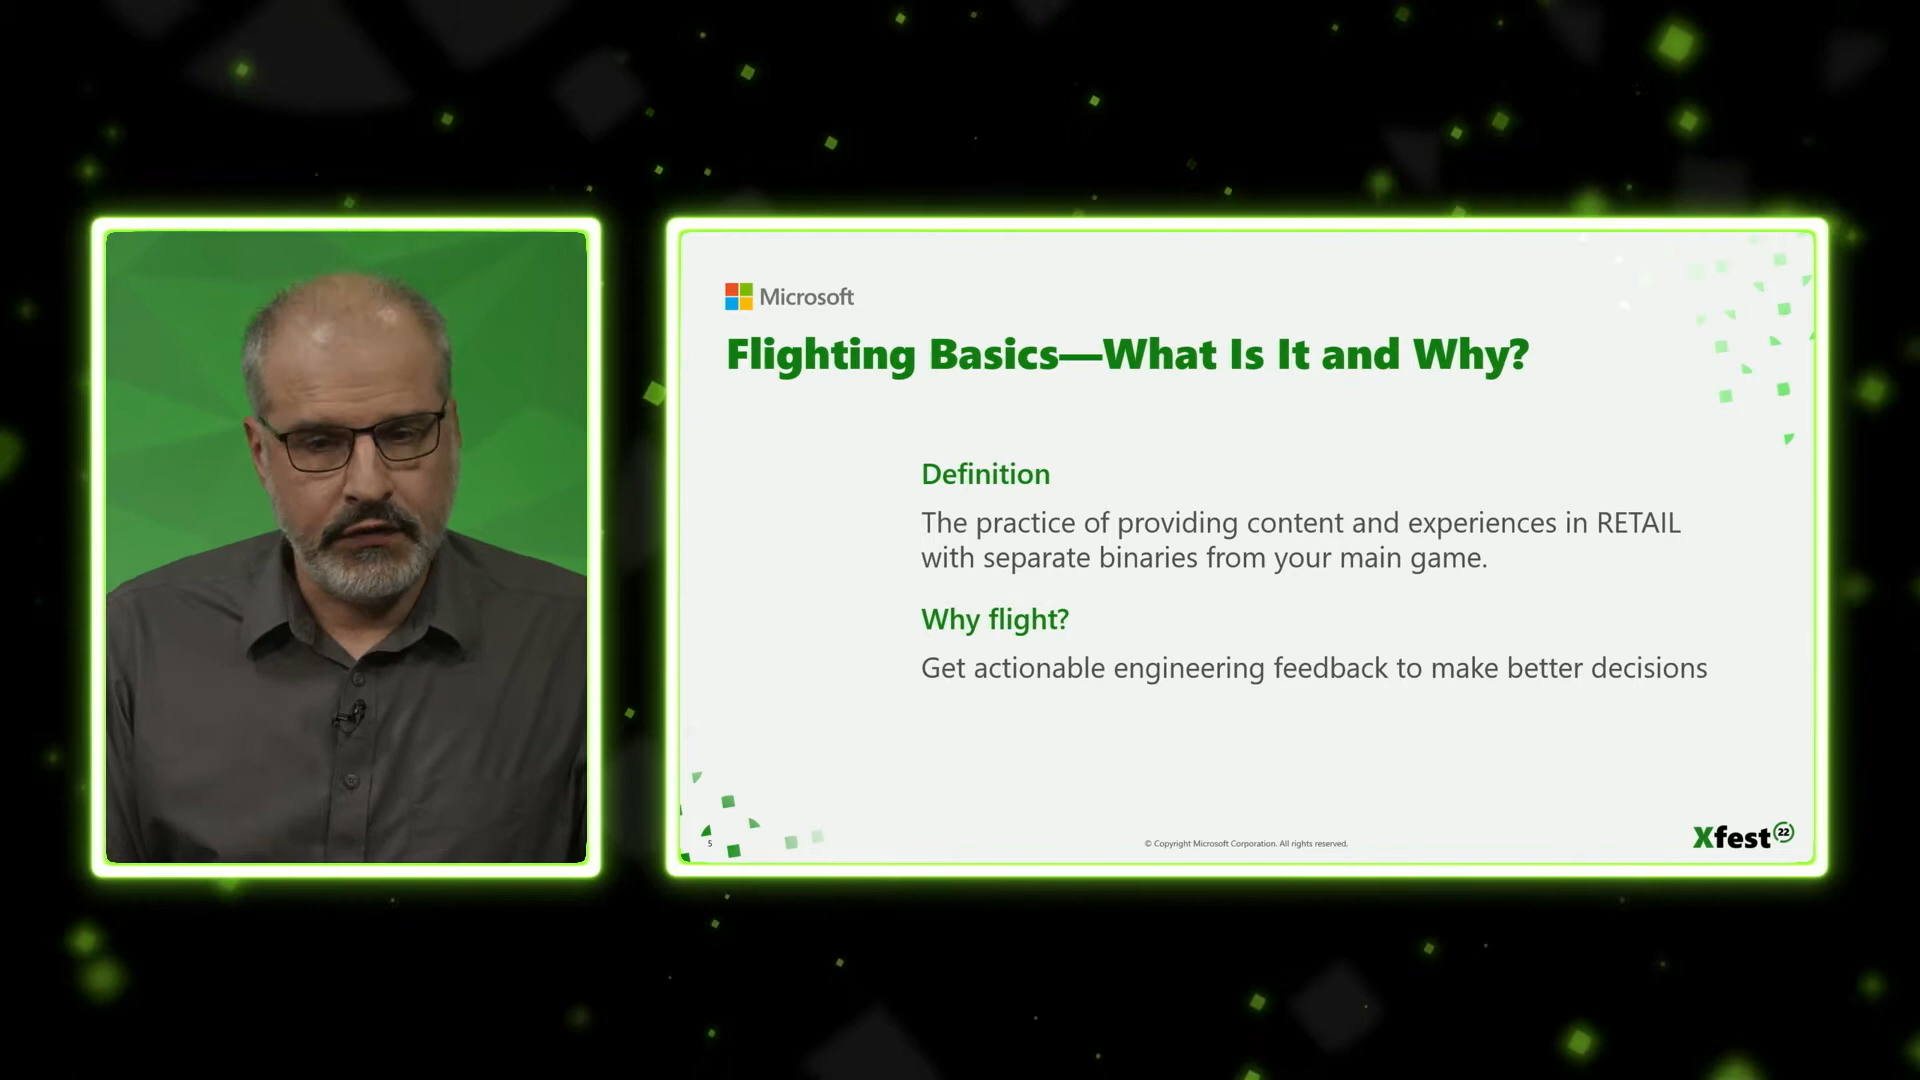 Microsoft
Flighting Basics—What Is It and Why?
Definition
The practice of providing content and experiences in RETAIL
with separate binaries from your main game.
Why flight?
Get actionable engineering feedback to make better decisions
5
© Copyright Microsoft Corporation. All rights reserved.
Xfest 22